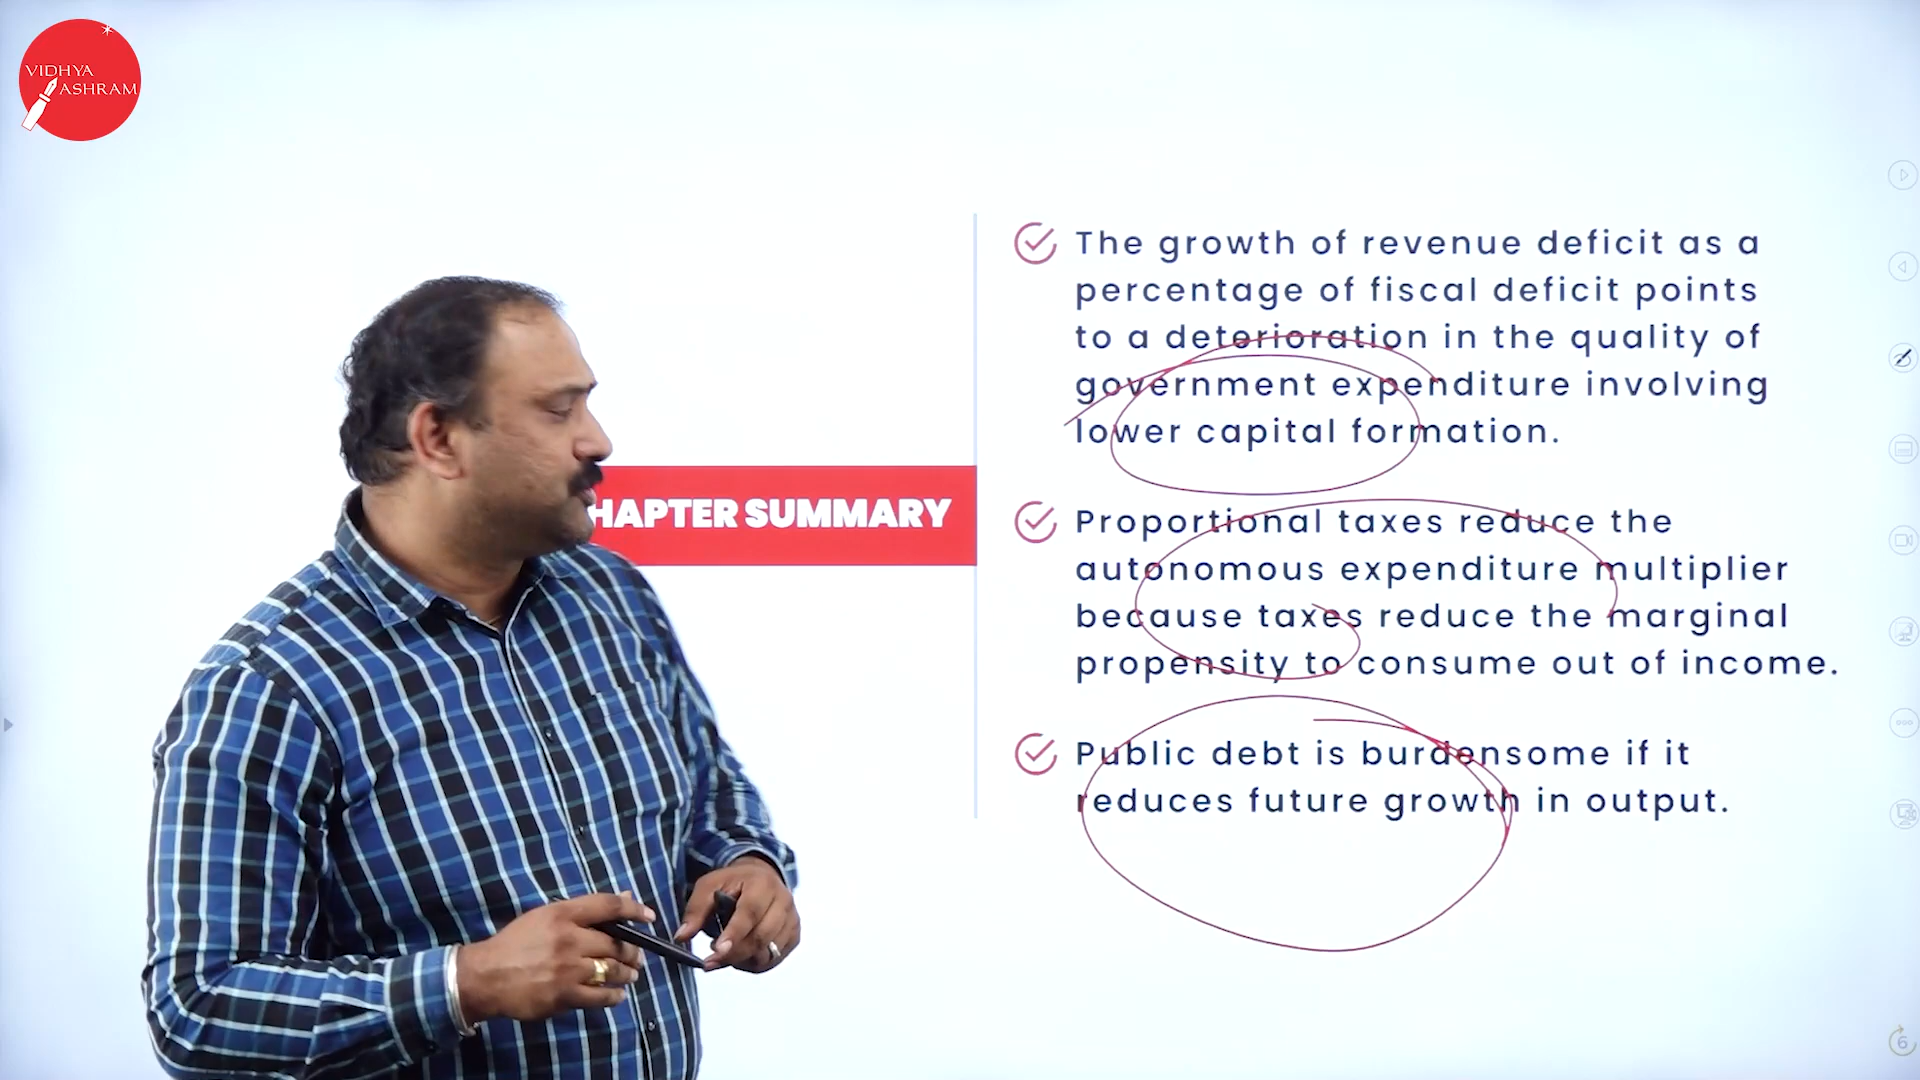 VIDHYA
ASHRAM
HAPTER SUMMARY
The growth of revenue deficit as a
percentage of fiscal deficit points
to a deterioration in the quality of
government expenditure involving
lower capital formation.
Proportional taxes reduce the
autonomous expenditure multiplier
because taxes reduce the marginal
propensity to consume out of income.
Public debt is burdensome if it
reduces future growth in output.
6